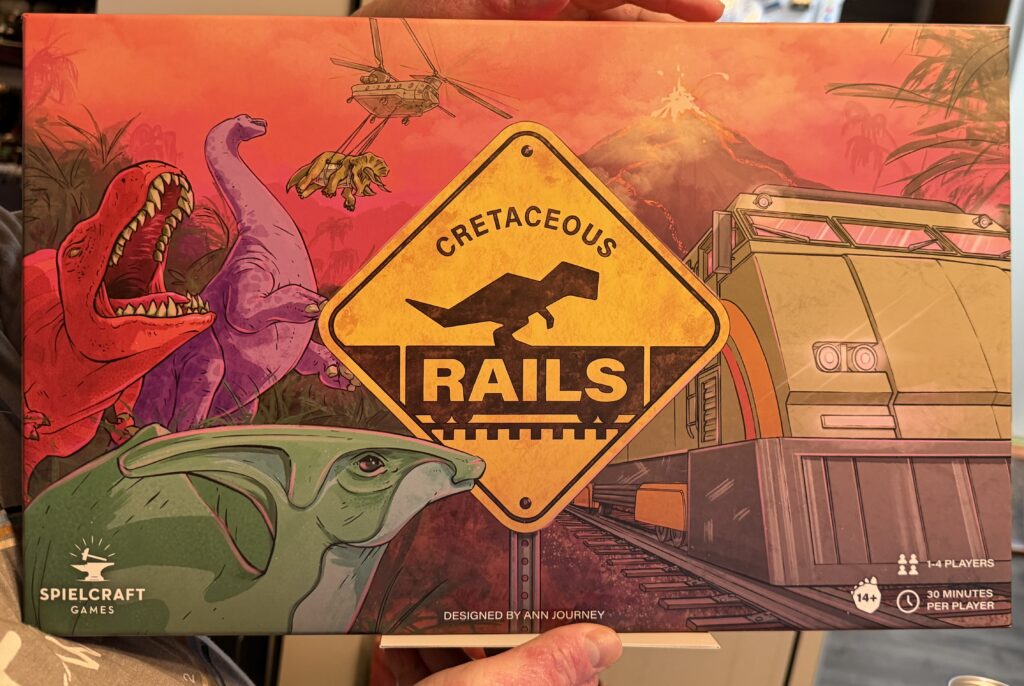 CRETACEOUS
RAILS
SPIELCRAFT
GAMES
DESIGNED BY ANN JOURNEY
1-4 PLAYERS
14+
30 MINUTES
PER PLAYER